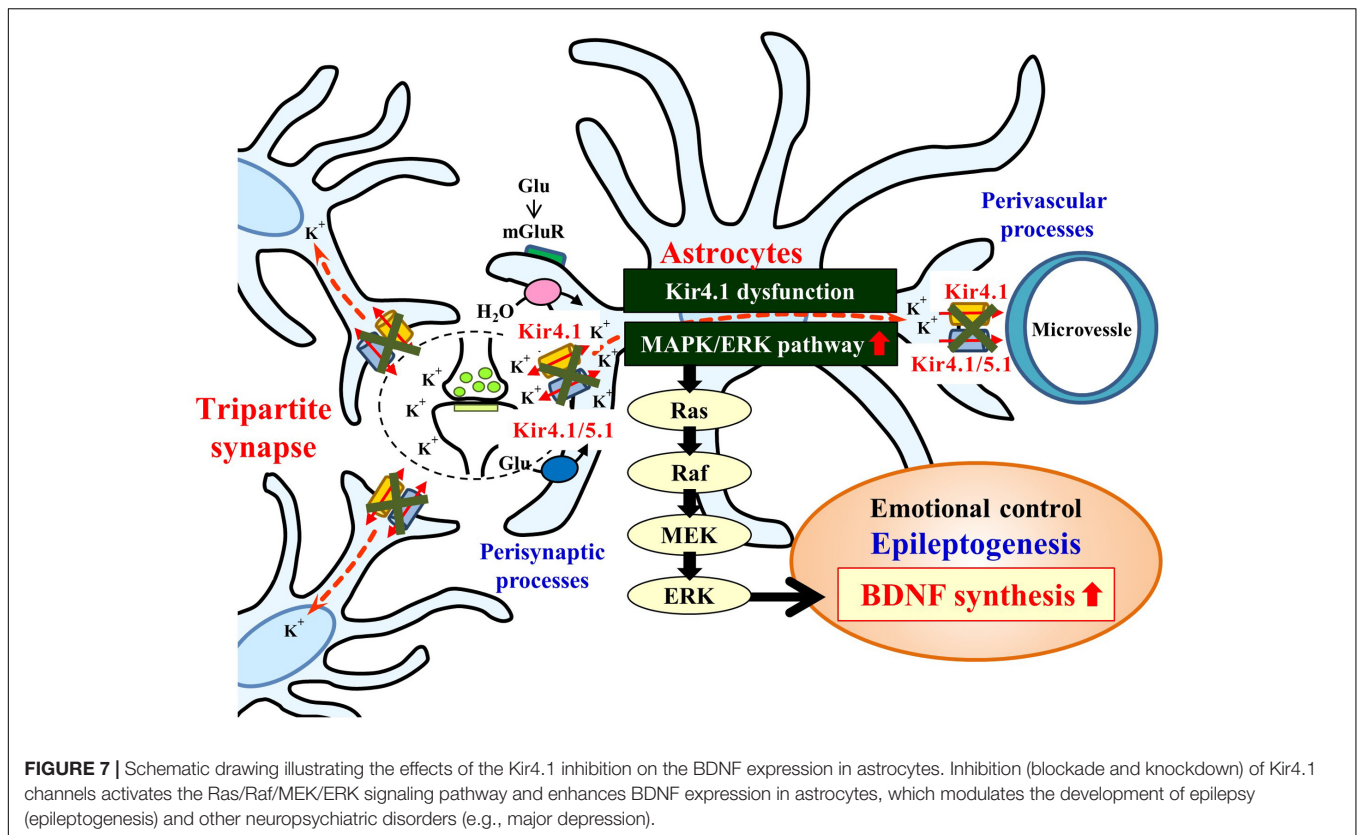 Glu
mGluR
H₂O
K⁺
K⁺
K⁺
K⁺
K⁺
K⁺
K⁺
K⁺
K⁺
K⁺
K⁺
K⁺
K⁺
Astrocytes
Kir4.1 dysfunction
MAPK/ERK pathway
Perivascular
processes
Kir4.1
Kir4.1/5.1
Microvessle
Kir4.1
Kir4.1/5.1
Glu
Tripartite
synapse
Perisynaptic
processes
Ras
Raf
MEK
ERK
Emotional control
Epileptogenesis
BDNF synthesis
FIGURE 7 | Schematic drawing illustrating the effects of the Kir4.1 inhibition on the BDNF expression in astrocytes. Inhibition (blockade and knockdown) of Kir4.1
channels activates the Ras/Raf/MEK/ERK signaling pathway and enhances BDNF expression in astrocytes, which modulates the development of epilepsy
(epileptogenesis) and other neuropsychiatric disorders (e.g., major depression).